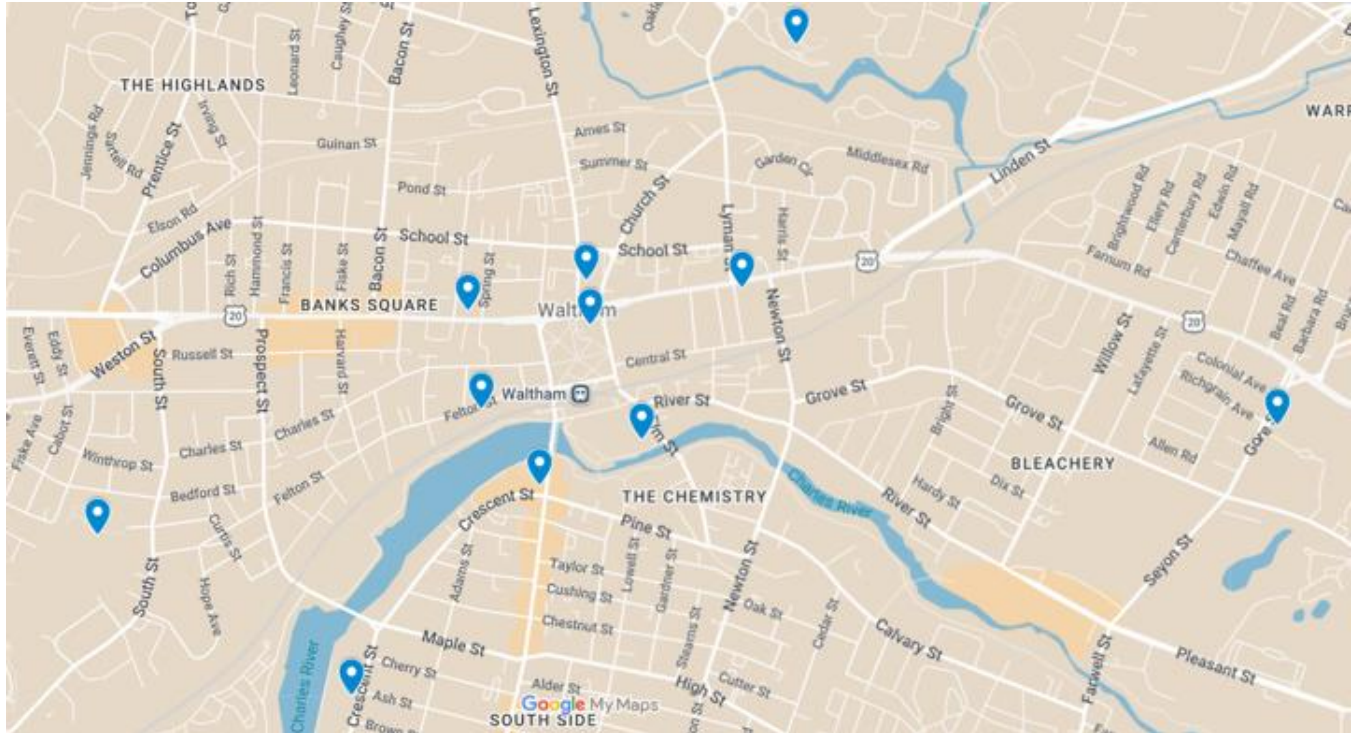 Lexington St
Caughey St
Leonard St
Bacon St
THE HIGHLANDS
Irving St
Jennings Rd
Sartell Rd
Prentice St
Guinan St
Ames St
Summer St
Garden Cir
Middlesex Rd
Linden St
WARR
Church St
Pond St
Elson Rd
Columbus Ave
School St
School St
Lyman St
Harris St
Brightwood Rd
Ellery Rd
Canterbury Rd
Edwin Rd
Mayall Rd
Chaffee Ave
Farnum Rd
Rich St
Hammond St
Francis St
Fiske St
Bacon St
Spring St
20
BANKS SQUARE
20
Waltham
Newton St
20
Beal Rd
Barbara Rd
Everett St
Eddy St
Weston St
Russell St
South St
Prospect St
Harvard St
Central St
Willow St
Lafayette St
Colonial Ave
Richgrain Ave
Waltham
Felton St
River St
Grove St
Grove St
Bright St
Gore St
Allen Rd
Fiske Ave
Cabot St
Winthrop St
Charles St
Charles St
Elm St
BLEACHERY
Bedford St
Felton St
Crescent St
THE CHEMISTRY
Charles River
Hardy St
Dix St
River St
Curtis St
Pine St
Seyon St
South St
Hope Ave
Adams St
Taylor St
Cushing St
Chestnut St
Lowell St
Gardner St
Newton St
Oak St
Cedar St
Stearns St
Calvary St
Maple St
Cherry St
Ash St
Alder St
High St
Cutter St
Farwell St
Pleasant St
Charles River
Crescent St
Brown St
Google My Maps
SOUTH SIDE